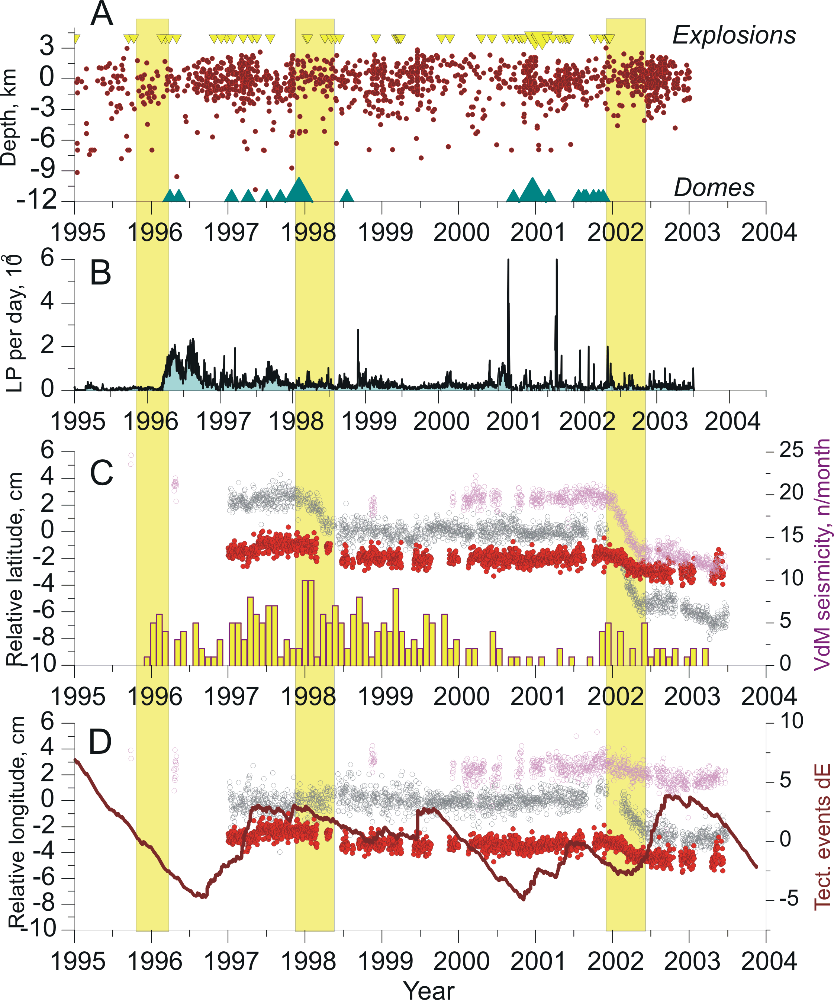 A
Explosions
Depth, km
3
0
-3
-6
-9
-12
Domes
1995 1996 1997 1998 1999 2000 2001 2002 2003 2004
B
LP per day, 10²
6
4
2
0
1995 1996 1997 1998 1999 2000 2001 2002 2003 2004
C
Relative latitude, cm
6
4
2
0
-2
-4
-6
-8
-10
25
20
15
10
5
0
VdM seismicity, n/month
1995 1996 1997 1998 1999 2000 2001 2002 2003 2004
D
Relative longitude, cm
6
4
2
0
-2
-4
-6
-8
-10
10
5
0
-5
Tect. events dE
1995 1996 1997 1998 1999 2000 2001 2002 2003 2004
Year